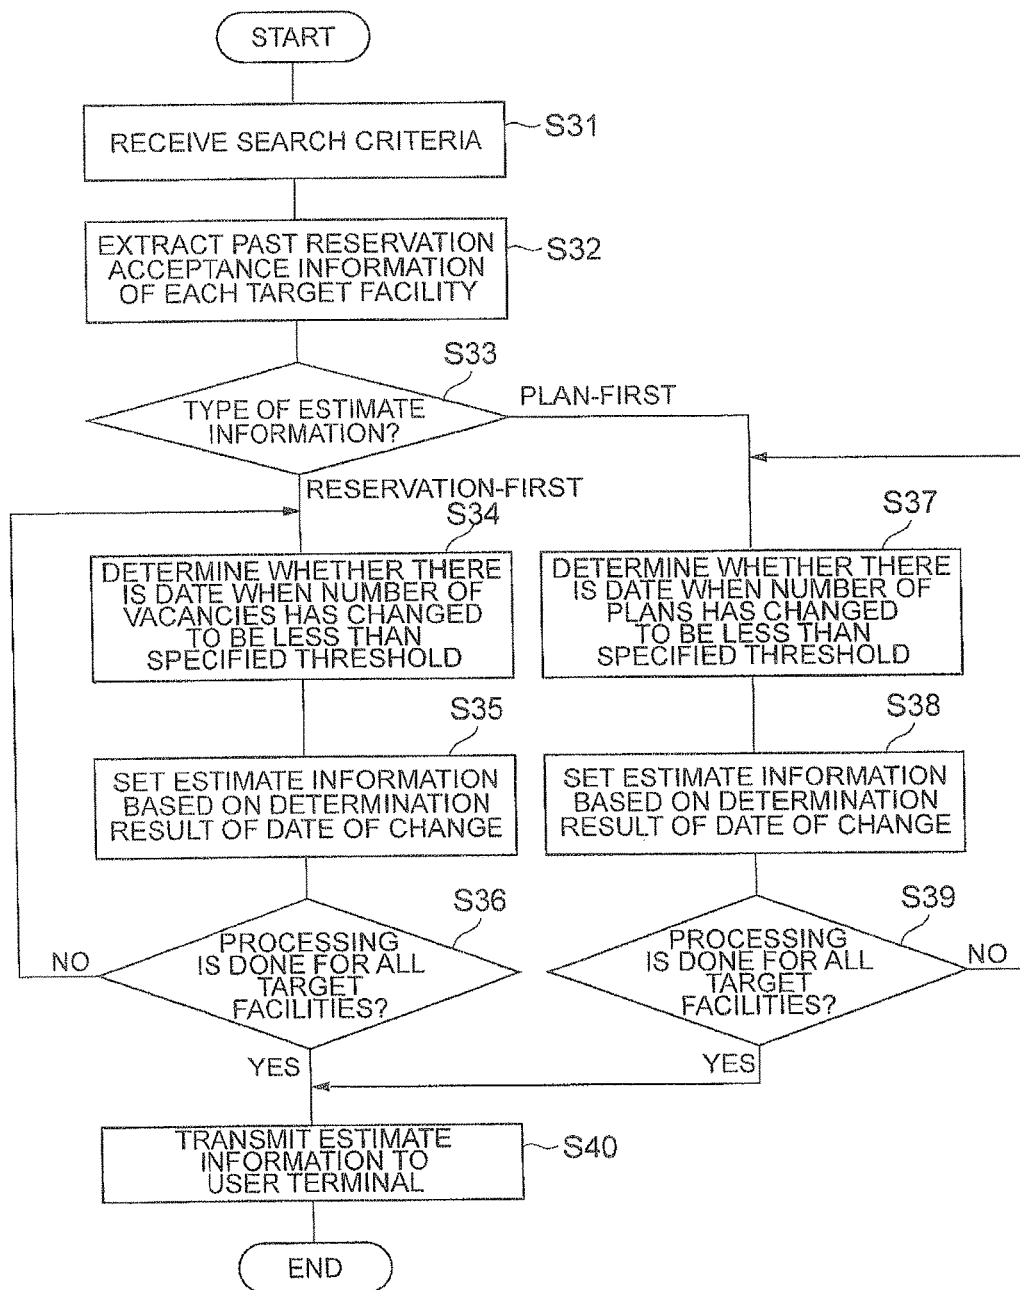 START
RECEIVE SEARCH CRITERIA
S31
EXTRACT PAST RESERVATION
ACCEPTANCE INFORMATION
OF EACH TARGET FACILITY
S32
S33
TYPE OF ESTIMATE
INFORMATION?
PLAN-FIRST
RESERVATION-FIRST
S34
DETERMINE WHETHER THERE
IS DATE WHEN NUMBER OF
VACANCIES HAS CHANGED
TO BE LESS THAN
SPECIFIED THRESHOLD
S37
DETERMINE WHETHER THERE
IS DATE WHEN NUMBER OF
PLANS HAS CHANGED
TO BE LESS THAN
SPECIFIED THRESHOLD
S35
SET ESTIMATE INFORMATION
BASED ON DETERMINATION
RESULT OF DATE OF CHANGE
S38
SET ESTIMATE INFORMATION
BASED ON DETERMINATION
RESULT OF DATE OF CHANGE
S36
PROCESSING
IS DONE FOR ALL
TARGET
FACILITIES?
NO
YES
S39
PROCESSING
IS DONE FOR ALL
TARGET
FACILITIES?
NO
YES
TRANSMIT ESTIMATE
INFORMATION TO
USER TERMINAL
S40
END